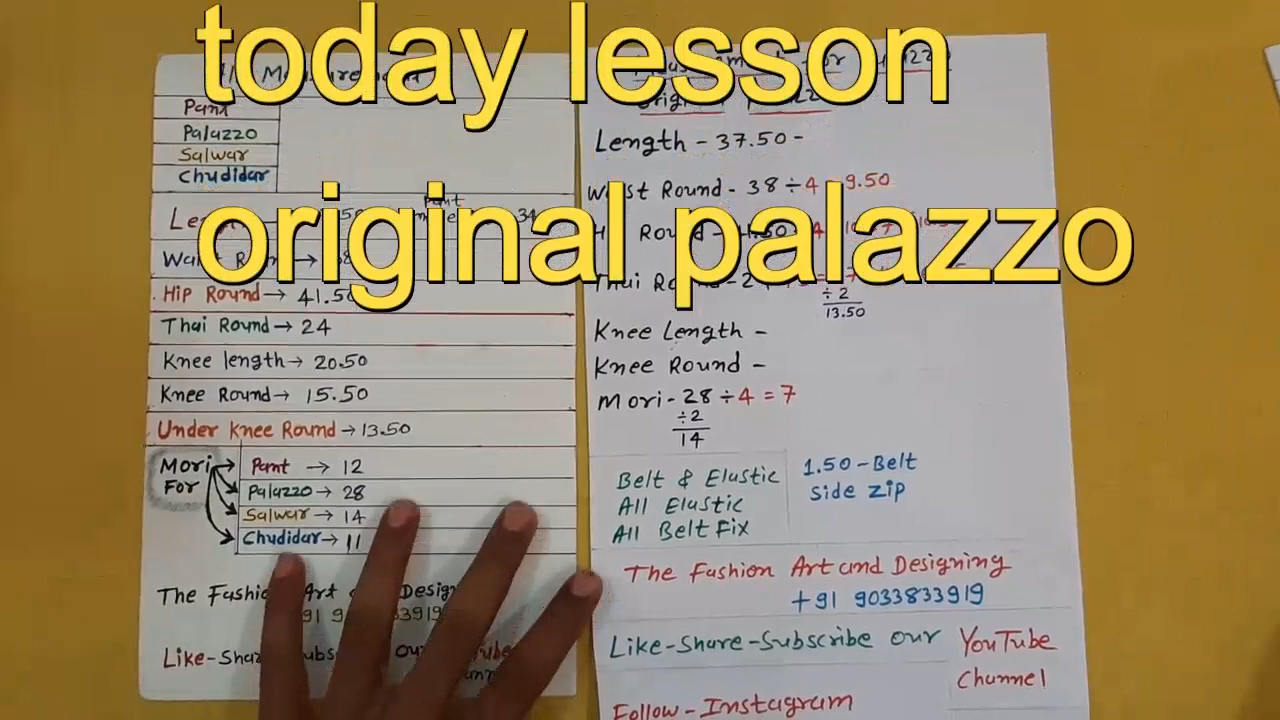 today lesson
original palazzo
Pant
Palazzo
Salwar
Chudidar
Pant
34
Hip Round → 41.50
Thai Round → 24
Knee length → 20.50
Knee Round → 15.50
Under Knee Round → 13.50
Mori For
Pant → 12
Palazzo → 28
Salwar → 14
Chudidar → 11
The
Like-
Length - 37.50 -
Waist Round - 38 ÷ 4 = 9.50
Round
÷ 2
13.50
Knee Length -
Knee Round -
Mori - 28 ÷ 4 = 7
÷2
14
Belt & Elastic
All Elastic
All Belt Fix
1.50 - Belt
Side Zip
The Fashion Art and Designing
+91 9033833919
Like-Share-Subscribe our YouTube
Channel
Follow - Instagram